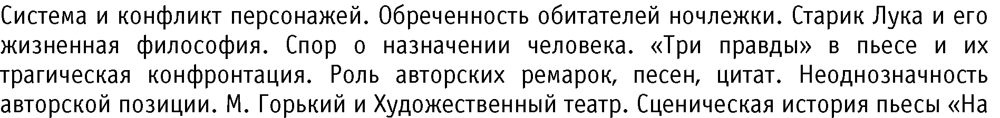 Система и конфликт персонажей. Обреченность обитателей ночлежки. Старик Лука и его
жизненная философия. Спор о назначении человека. «Три правды» в пьесе и их
трагическая конфронтация. Роль авторских ремарок, песен, цитат. Неоднозначность
авторской позиции. М. Горький и Художественный театр. Сценическая история пьесы «На